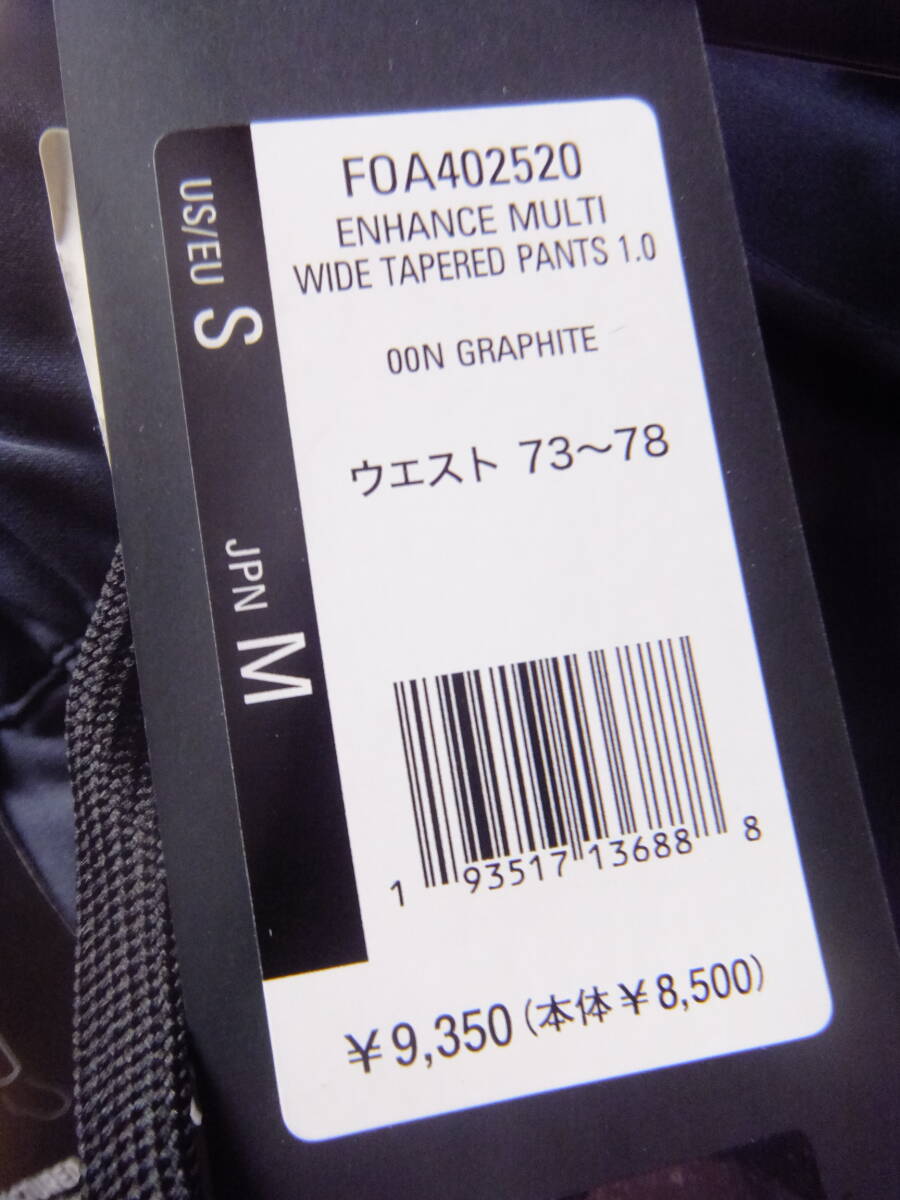 FOA402520
ENHANCE MULTI
WIDE TAPERED PANTS 1.0
00N GRAPHITE
ウエスト 73〜78
US/EU S
JPN M
1 93517 13688 8
¥9,350(本体¥8,500)